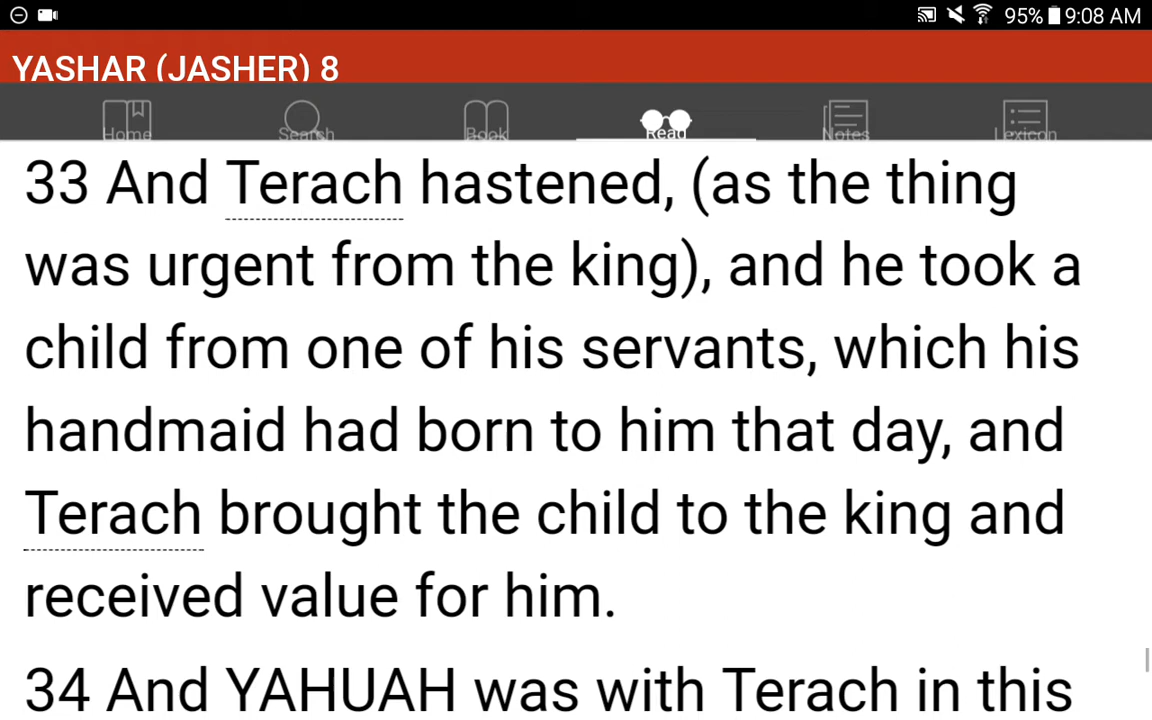 95% 9:08 AM
YASHAR (JASHER) 8
Home Search Book Read Notes Lexicon
33 And Terach hastened, (as the thing
was urgent from the king), and he took a
child from one of his servants, which his
handmaid had born to him that day, and
Terach brought the child to the king and
received value for him.
34 And YAHUAH was with Terach in this